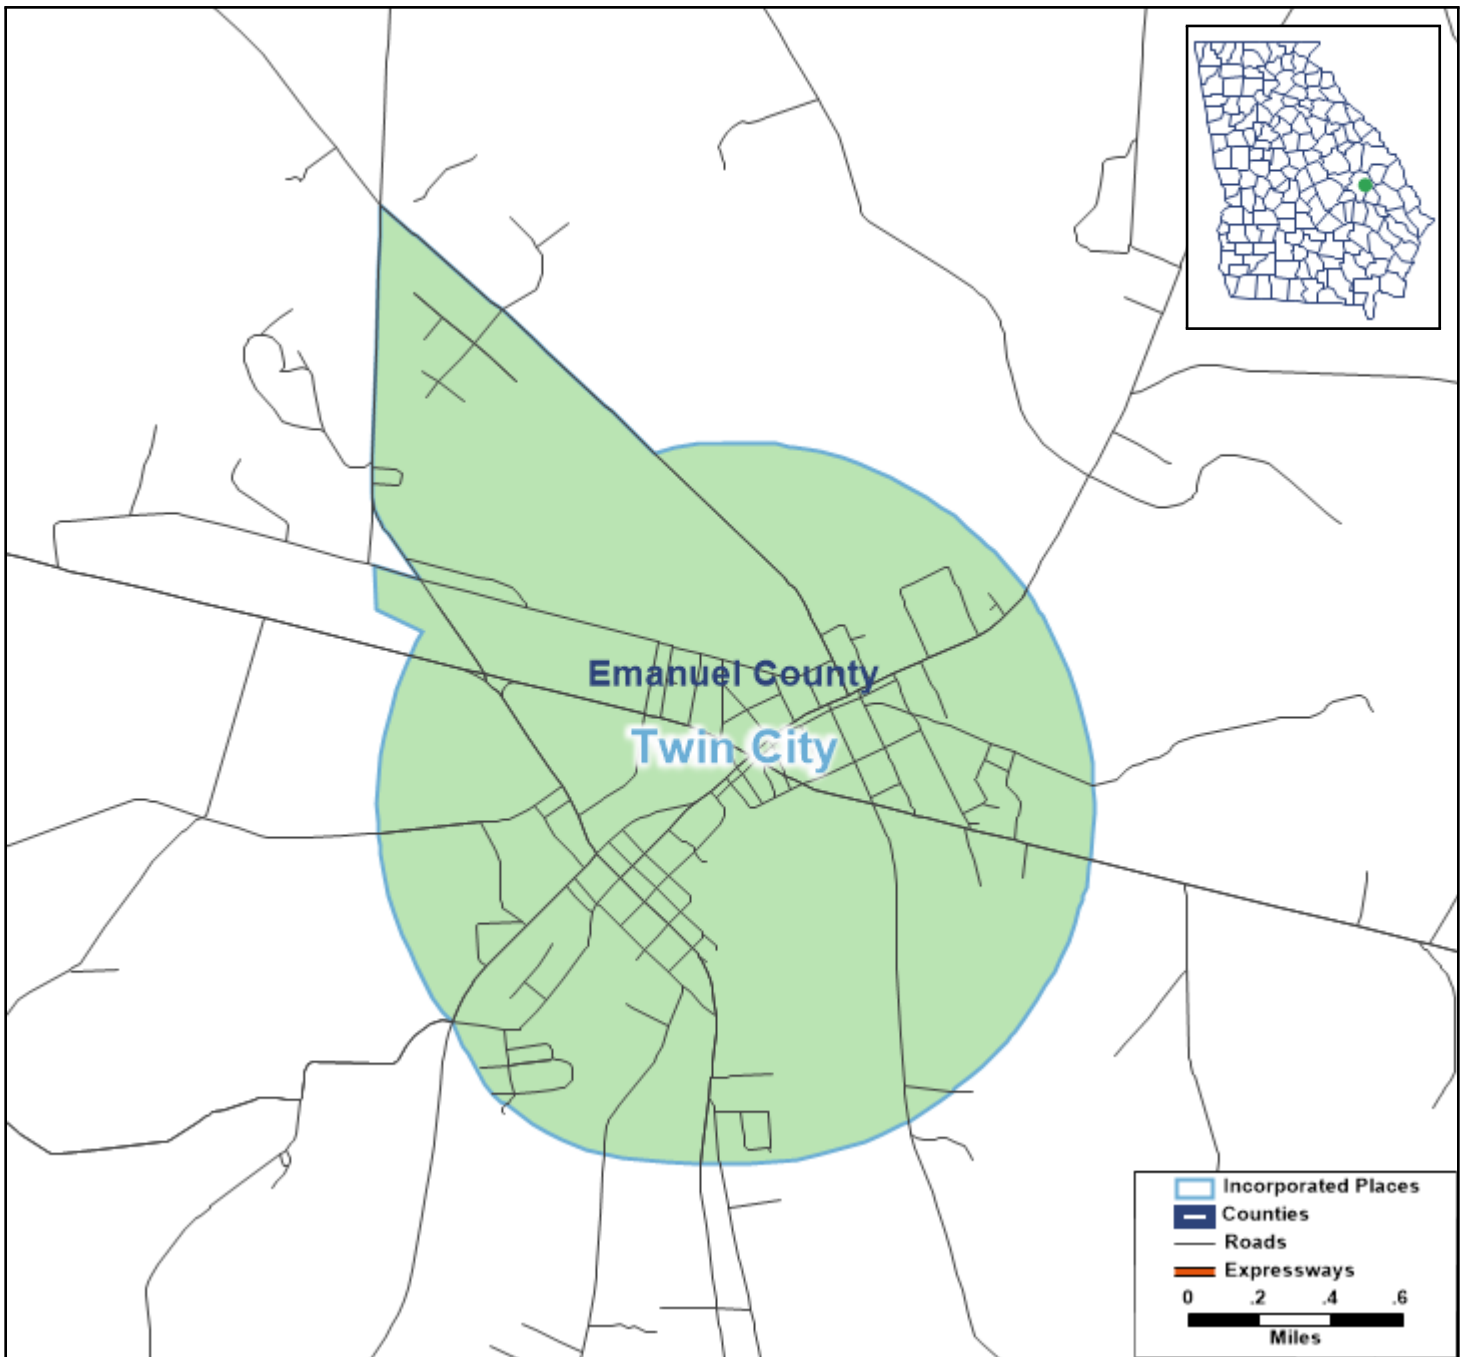 Emanuel County
Twin City
Incorporated Places
Counties
Roads
Expressways
0 .2 .4 .6
Miles